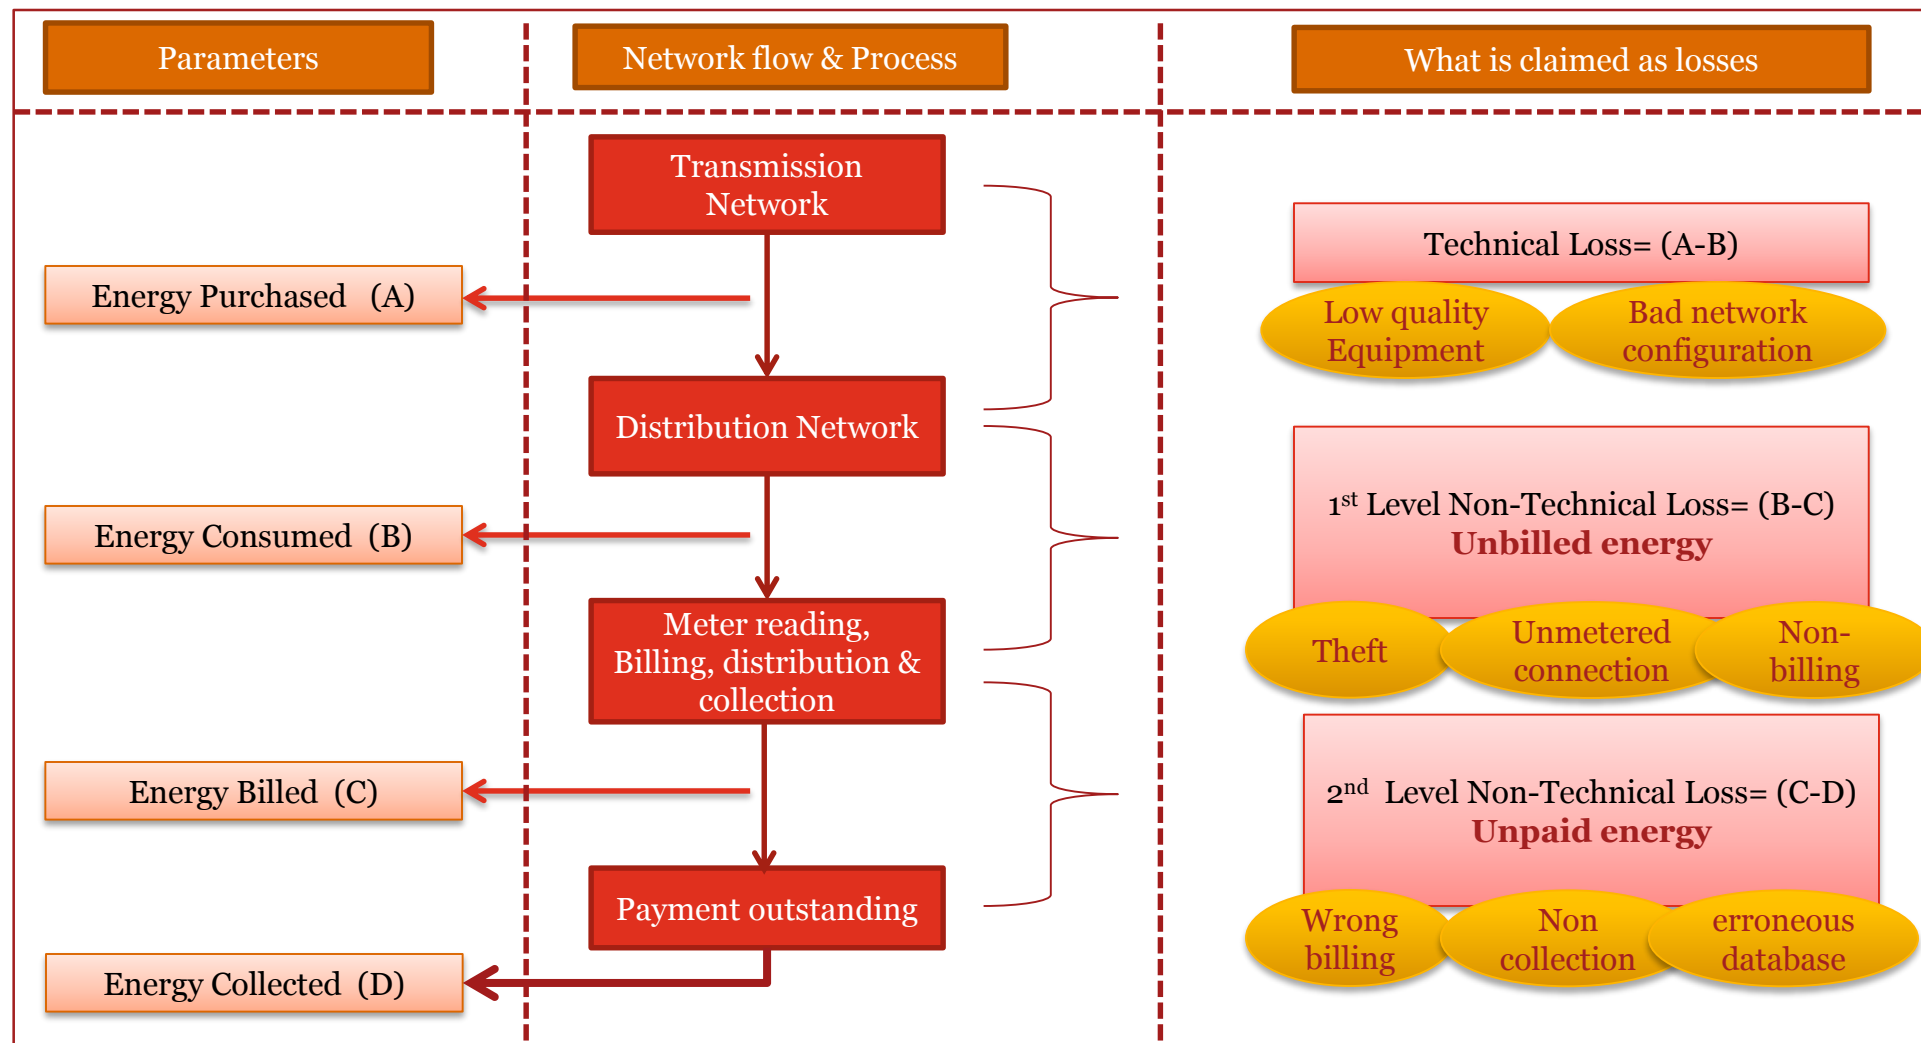 Parameters
Network flow & Process
What is claimed as losses
Transmission
Network
Technical Loss= (A-B)
Energy Purchased (A)
Low quality
Equipment
Bad network
configuration
Distribution Network
1st Level Non-Technical Loss= (B-C)
Unbilled energy
Energy Consumed (B)
Meter reading,
Billing, distribution &
collection
Theft
Unmetered
connection
Non-
billing
Energy Billed (C)
2nd Level Non-Technical Loss= (C-D)
Unpaid energy
Payment outstanding
Wrong
billing
Non
collection
erroneous
database
Energy Collected (D)